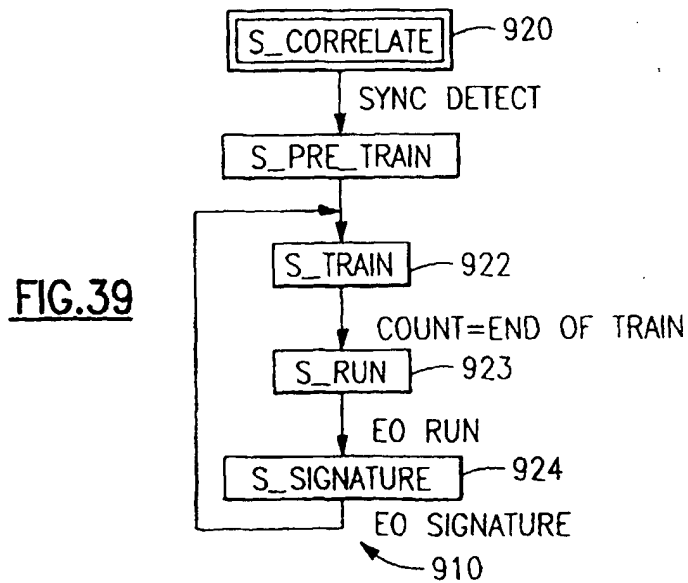 S_CORRELATE 920
SYNC DETECT
S_PRE_TRAIN
S_TRAIN 922
FIG.39
COUNT=END OF TRAIN
S_RUN 923
EO RUN
S_SIGNATURE 924
EO SIGNATURE
910